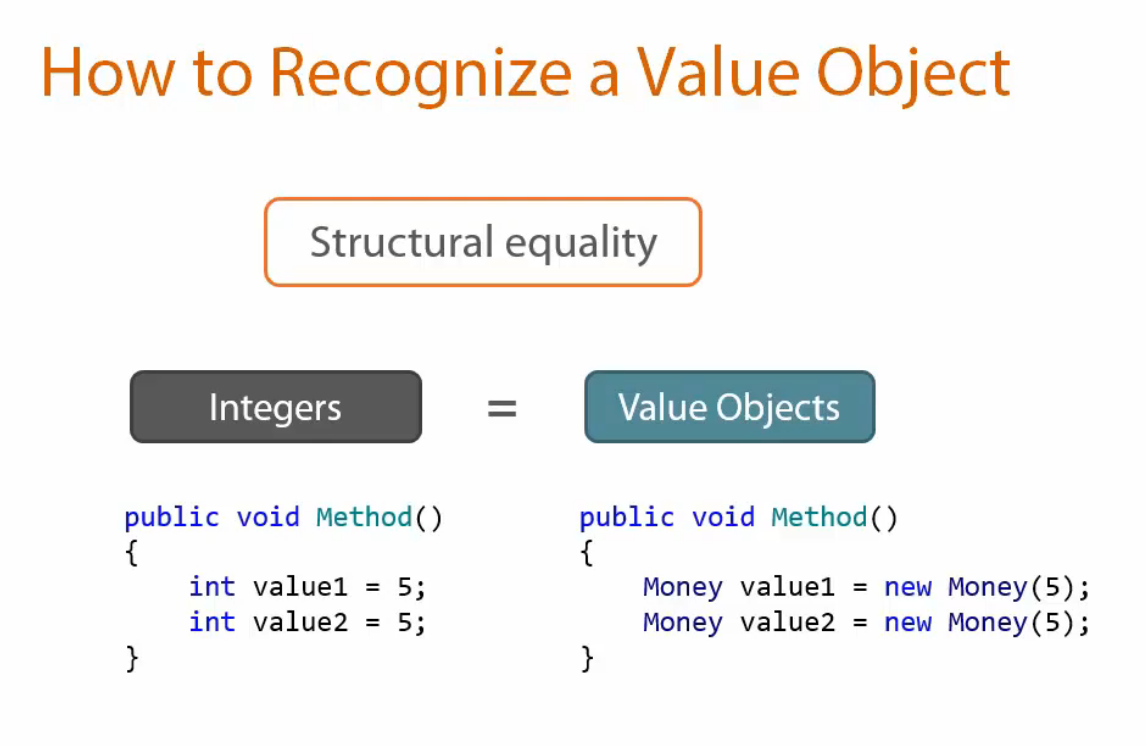 How to Recognize a Value Object
Structural equality
Integers = Value Objects
public void Method()
{
    int value1 = 5;
    int value2 = 5;
}
public void Method()
{
    Money value1 = new Money(5);
    Money value2 = new Money(5);
}